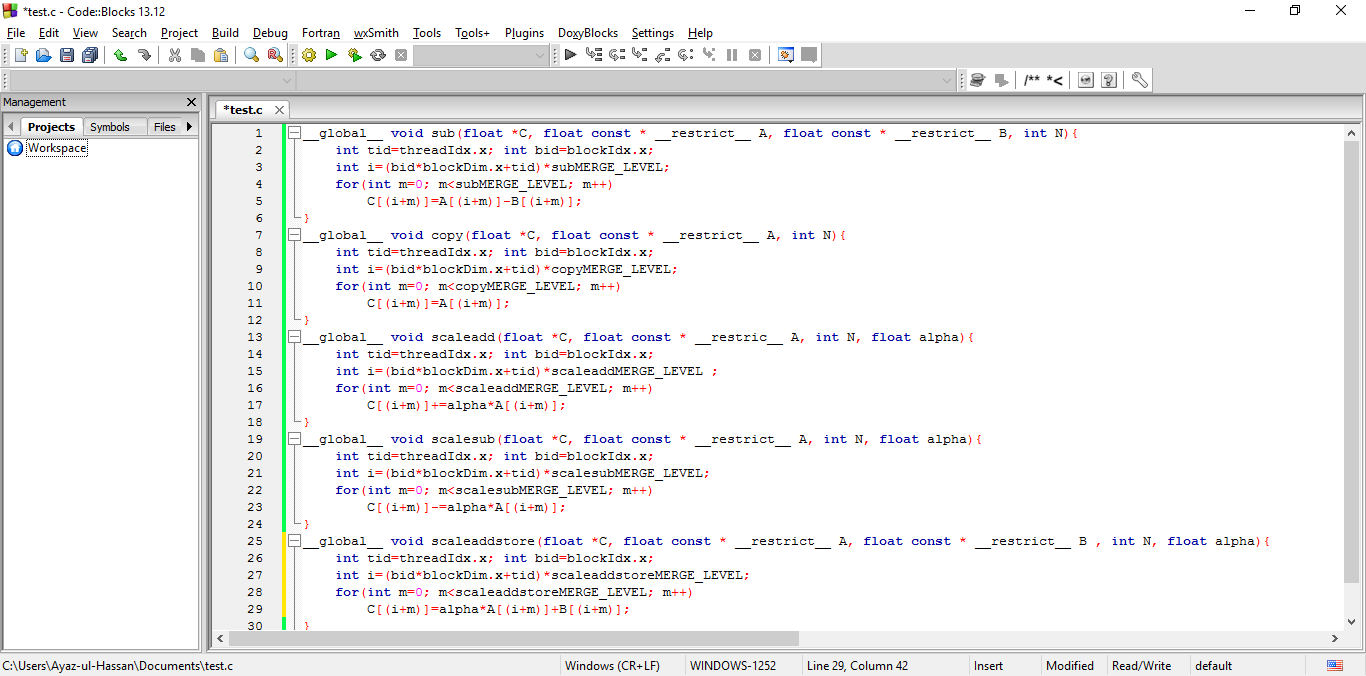 *test.c - Code::Blocks 13.12
File Edit View Search Project Build Debug Fortran wxSmith Tools Tools+ Plugins DoxyBlocks Settings Help
/** *<
Management
*test.c
Projects Symbols Files
Workspace
1 __global__ void sub(float *C, float const * __restrict__ A, float const * __restrict__ B, int N){
2 int tid=threadIdx.x; int bid=blockIdx.x;
3 int i=(bid*blockDim.x+tid)*subMERGE_LEVEL;
4 for(int m=0; m<subMERGE_LEVEL; m++)
5 C[(i+m)]=A[(i+m)]-B[(i+m)];
6 }
7 __global__ void copy(float *C, float const * __restrict__ A, int N){
8 int tid=threadIdx.x; int bid=blockIdx.x;
9 int i=(bid*blockDim.x+tid)*copyMERGE_LEVEL;
10 for(int m=0; m<copyMERGE_LEVEL; m++)
11 C[(i+m)]=A[(i+m)];
12 }
13 __global__ void scaleadd(float *C, float const * __restric__ A, int N, float alpha){
14 int tid=threadIdx.x; int bid=blockIdx.x;
15 int i=(bid*blockDim.x+tid)*scaleaddMERGE_LEVEL ;
16 for(int m=0; m<scaleaddMERGE_LEVEL; m++)
17 C[(i+m)]+=alpha*A[(i+m)];
18 }
19 __global__ void scalesub(float *C, float const * __restrict__ A, int N, float alpha){
20 int tid=threadIdx.x; int bid=blockIdx.x;
21 int i=(bid*blockDim.x+tid)*scalesubMERGE_LEVEL;
22 for(int m=0; m<scalesubMERGE_LEVEL; m++)
23 C[(i+m)]-=alpha*A[(i+m)];
24 }
25 __global__ void scaleaddstore(float *C, float const * __restrict__ A, float const * __restrict__ B , int N, float alpha){
26 int tid=threadIdx.x; int bid=blockIdx.x;
27 int i=(bid*blockDim.x+tid)*scaleaddstoreMERGE_LEVEL;
28 for(int m=0; m<scaleaddstoreMERGE_LEVEL; m++)
29 C[(i+m)]=alpha*A[(i+m)]+B[(i+m)];
30 }
C:\Users\Ayaz-ul-Hassan\Documents\test.c Windows (CR+LF) WINDOWS-1252 Line 29, Column 42 Insert Modified Read/Write default